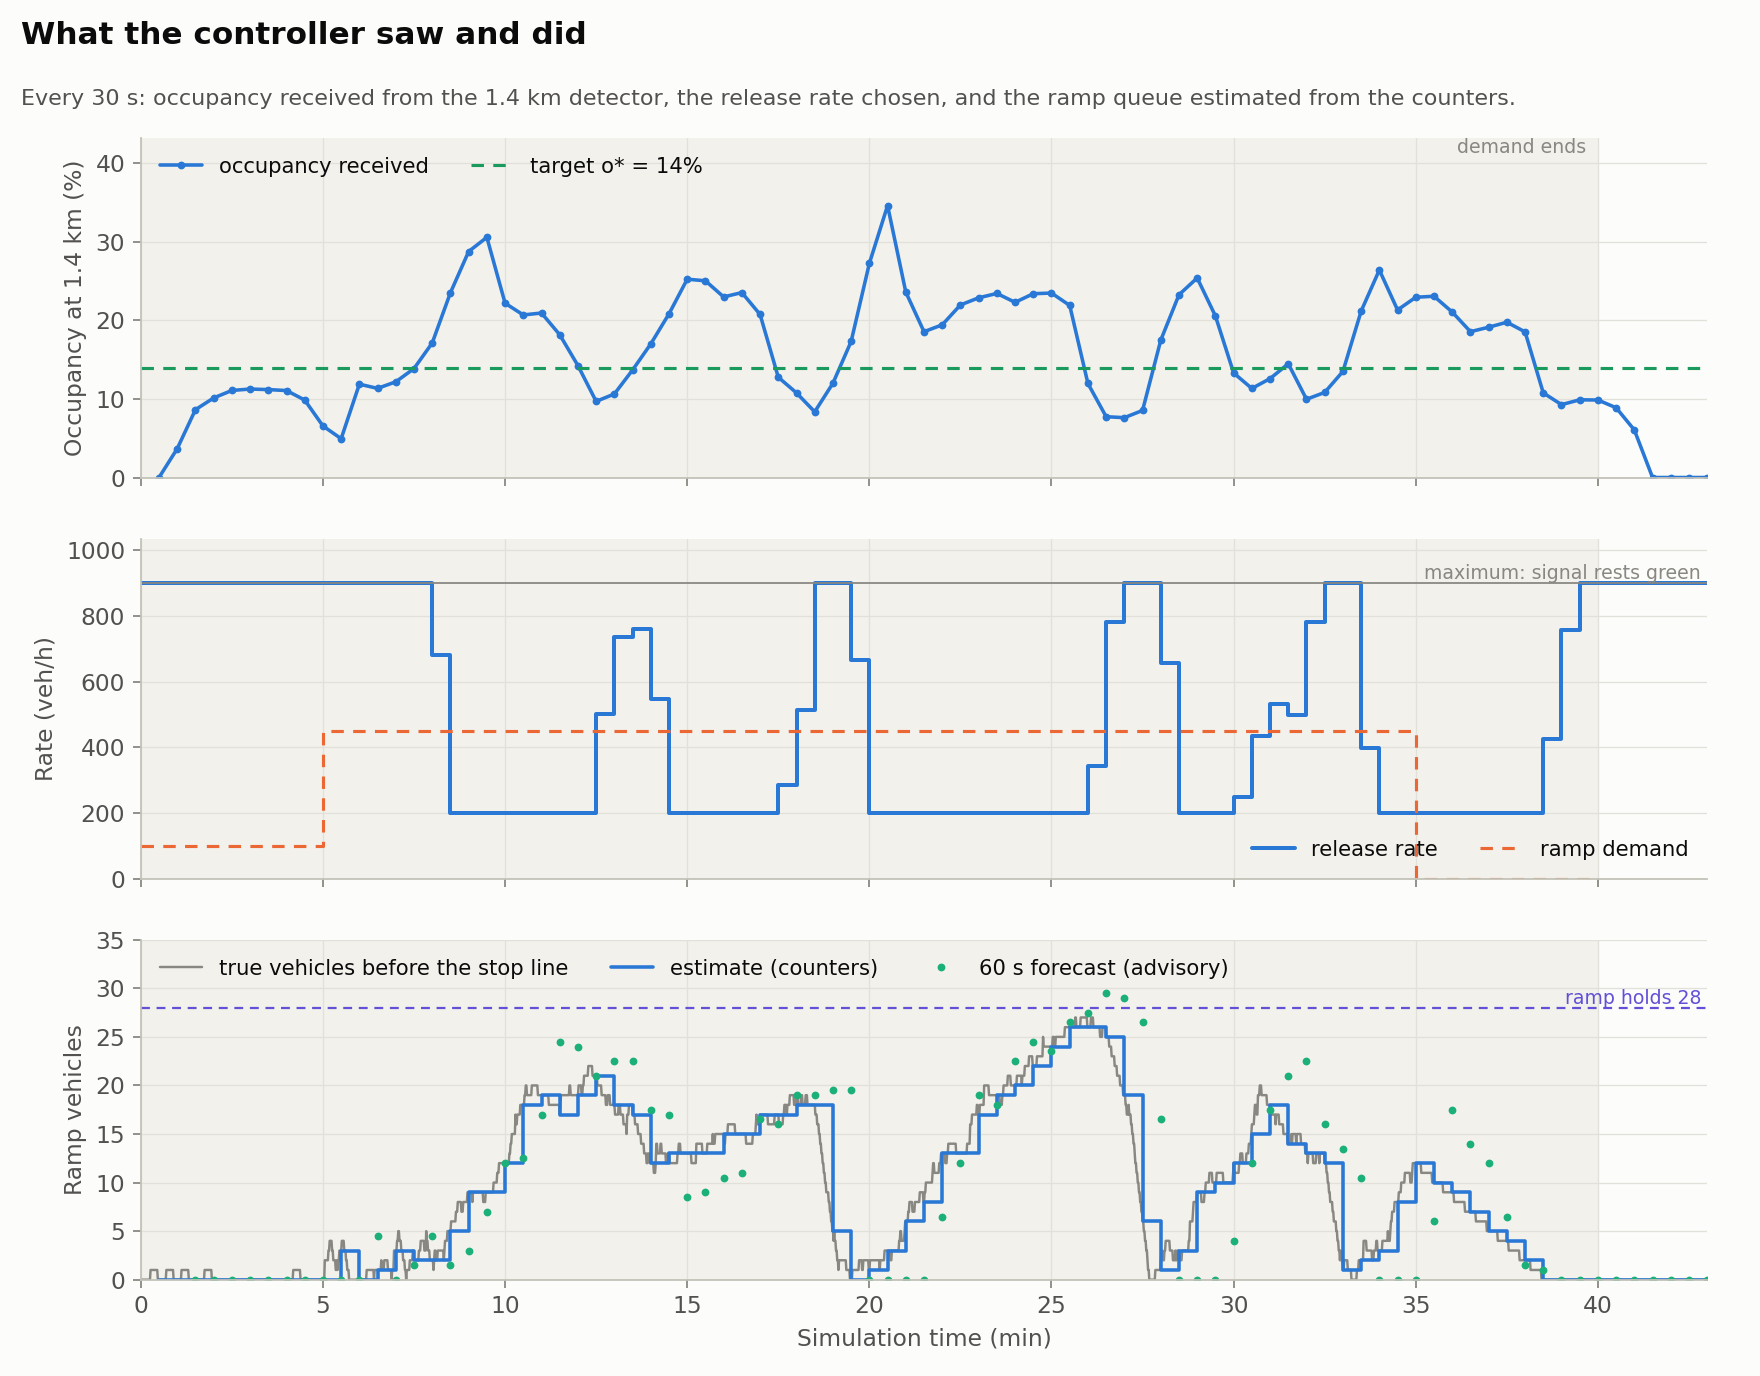 What the controller saw and did
Every 30 s: occupancy received from the 1.4 km detector, the release rate chosen, and the ramp queue estimated from the counters.
demand ends
occupancy received
target o* = 14%
Occupancy at 1.4 km (%)
40
30
20
10
0
maximum: signal rests green
Rate (veh/h)
1000
800
600
400
200
0
release rate
ramp demand
true vehicles before the stop line
estimate (counters)
60 s forecast (advisory)
ramp holds 28
Ramp vehicles
35
30
25
20
15
10
5
0
0 5 10 15 20 25 30 35 40
Simulation time (min)